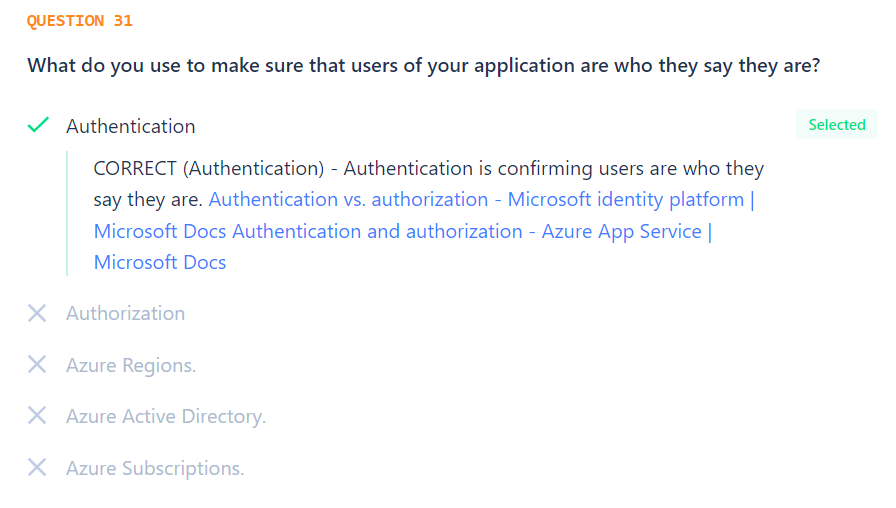 QUESTION 31
What do you use to make sure that users of your application are who they say they are?
Authentication
Selected
CORRECT (Authentication) - Authentication is confirming users are who they
say they are. Authentication vs. authorization - Microsoft identity platform |
Microsoft Docs Authentication and authorization - Azure App Service |
Microsoft Docs
Authorization
Azure Regions.
Azure Active Directory.
Azure Subscriptions.